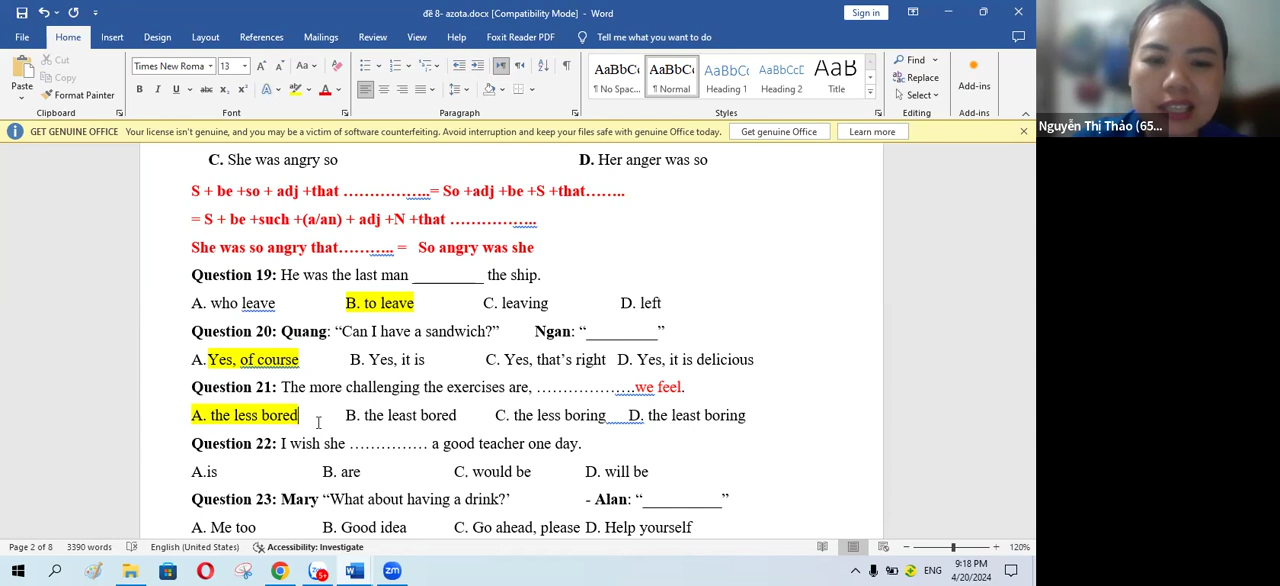 đề 8- azota.docx [Compatibility Mode] - Word
Sign in
File Home Insert Design Layout References Mailings Review View Help Foxit Reader PDF Tell me what you want to do
Paste
Cut
Copy
Format Painter
Clipboard
Times New Roma 13
Font
Paragraph
AaBbCc AaBbCc AaBbCc AaBbCcD AaB
¶ No Spac... ¶ Normal Heading 1 Heading 2 Title
Styles
Find
Replace
Select
Editing
Add-ins
Add-ins
GET GENUINE OFFICE Your license isn't genuine, and you may be a victim of software counterfeiting. Avoid interruption and keep your files safe with genuine Office today. Get genuine Office Learn more
Nguyễn Thị Thảo (65...
C. She was angry so D. Her anger was so
S + be +so + adj +that ……………..= So +adj +be +S +that……..
= S + be +such +(a/an) + adj +N +that ……………..
She was so angry that……….. = So angry was she
Question 19: He was the last man _________ the ship.
A. who leave B. to leave C. leaving D. left
Question 20: Quang: “Can I have a sandwich?” Ngan: “_________”
A.Yes, of course B. Yes, it is C. Yes, that’s right D. Yes, it is delicious
Question 21: The more challenging the exercises are, ……………….we feel.
A. the less bored B. the least bored C. the less boring D. the least boring
Question 22: I wish she …………… a good teacher one day.
A.is B. are C. would be D. will be
Question 23: Mary “What about having a drink?’ - Alan: “_________”
A. Me too B. Good idea C. Go ahead, please D. Help yourself
Page 2 of 8 3390 words English (United States) Accessibility: Investigate 120%
ENG 9:18 PM
4/20/2024